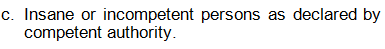 c. Insane or incompetent persons as declared by
competent authority.